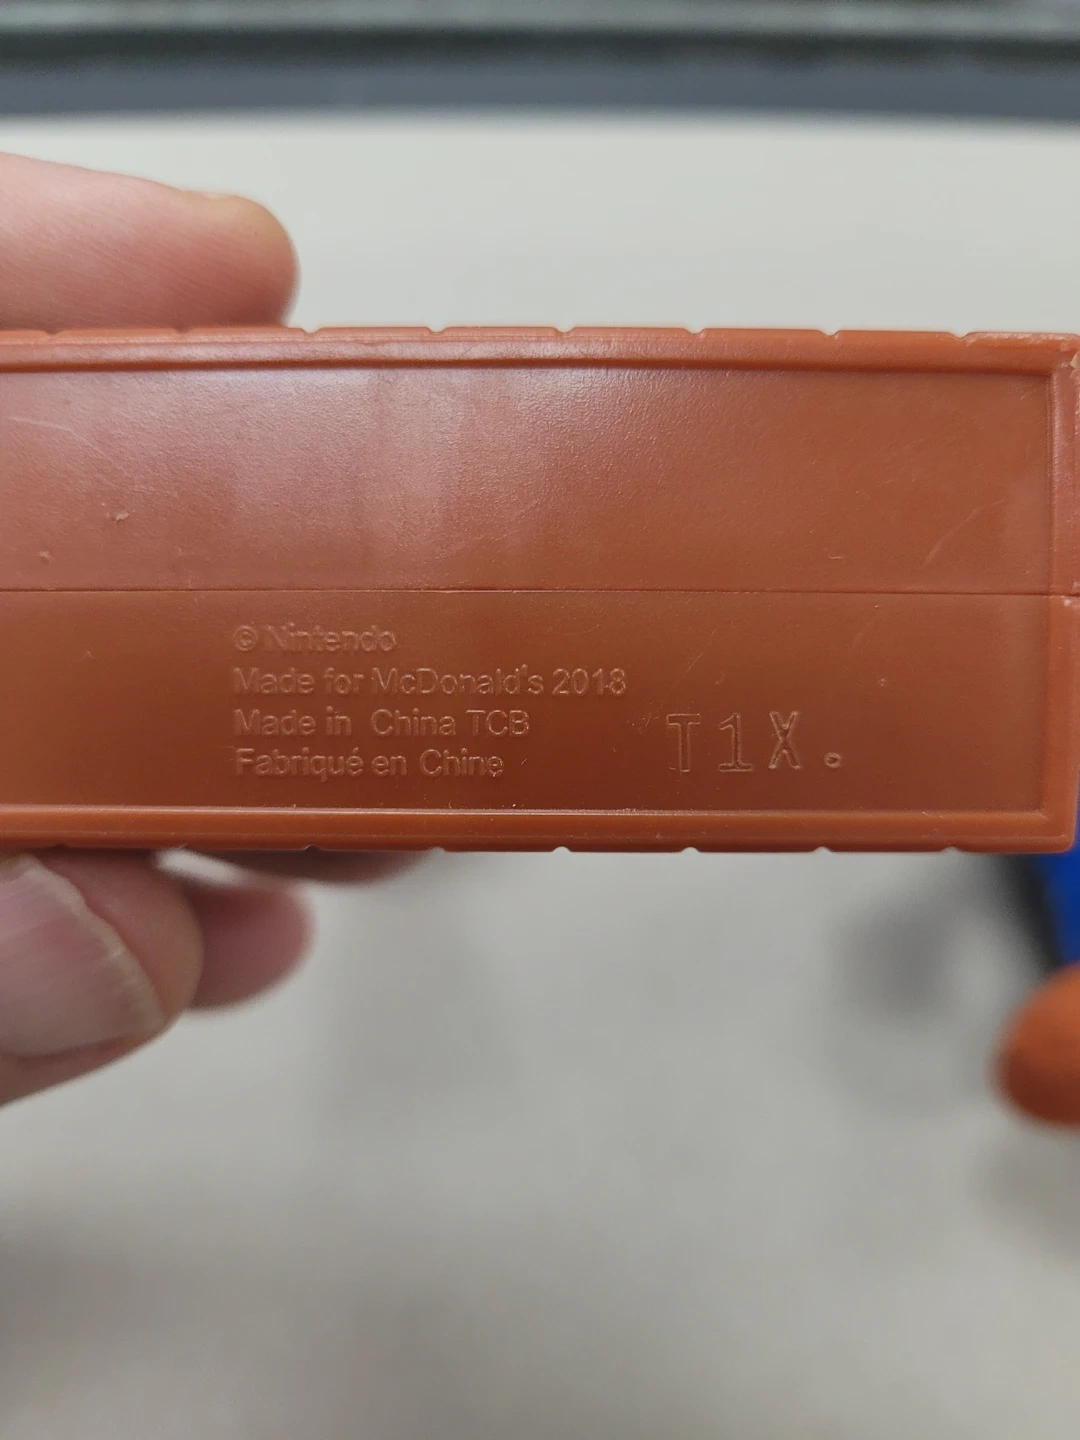 © Nintendo
Made for McDonald's 2018
Made in China TCB
Fabriqué en Chine
T1X.